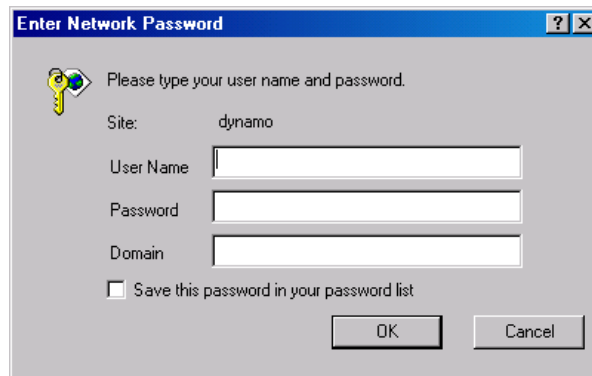 Enter Network Password
Please type your user name and password.
Site: dynamo
User Name
Password
Domain
Save this password in your password list
OK Cancel